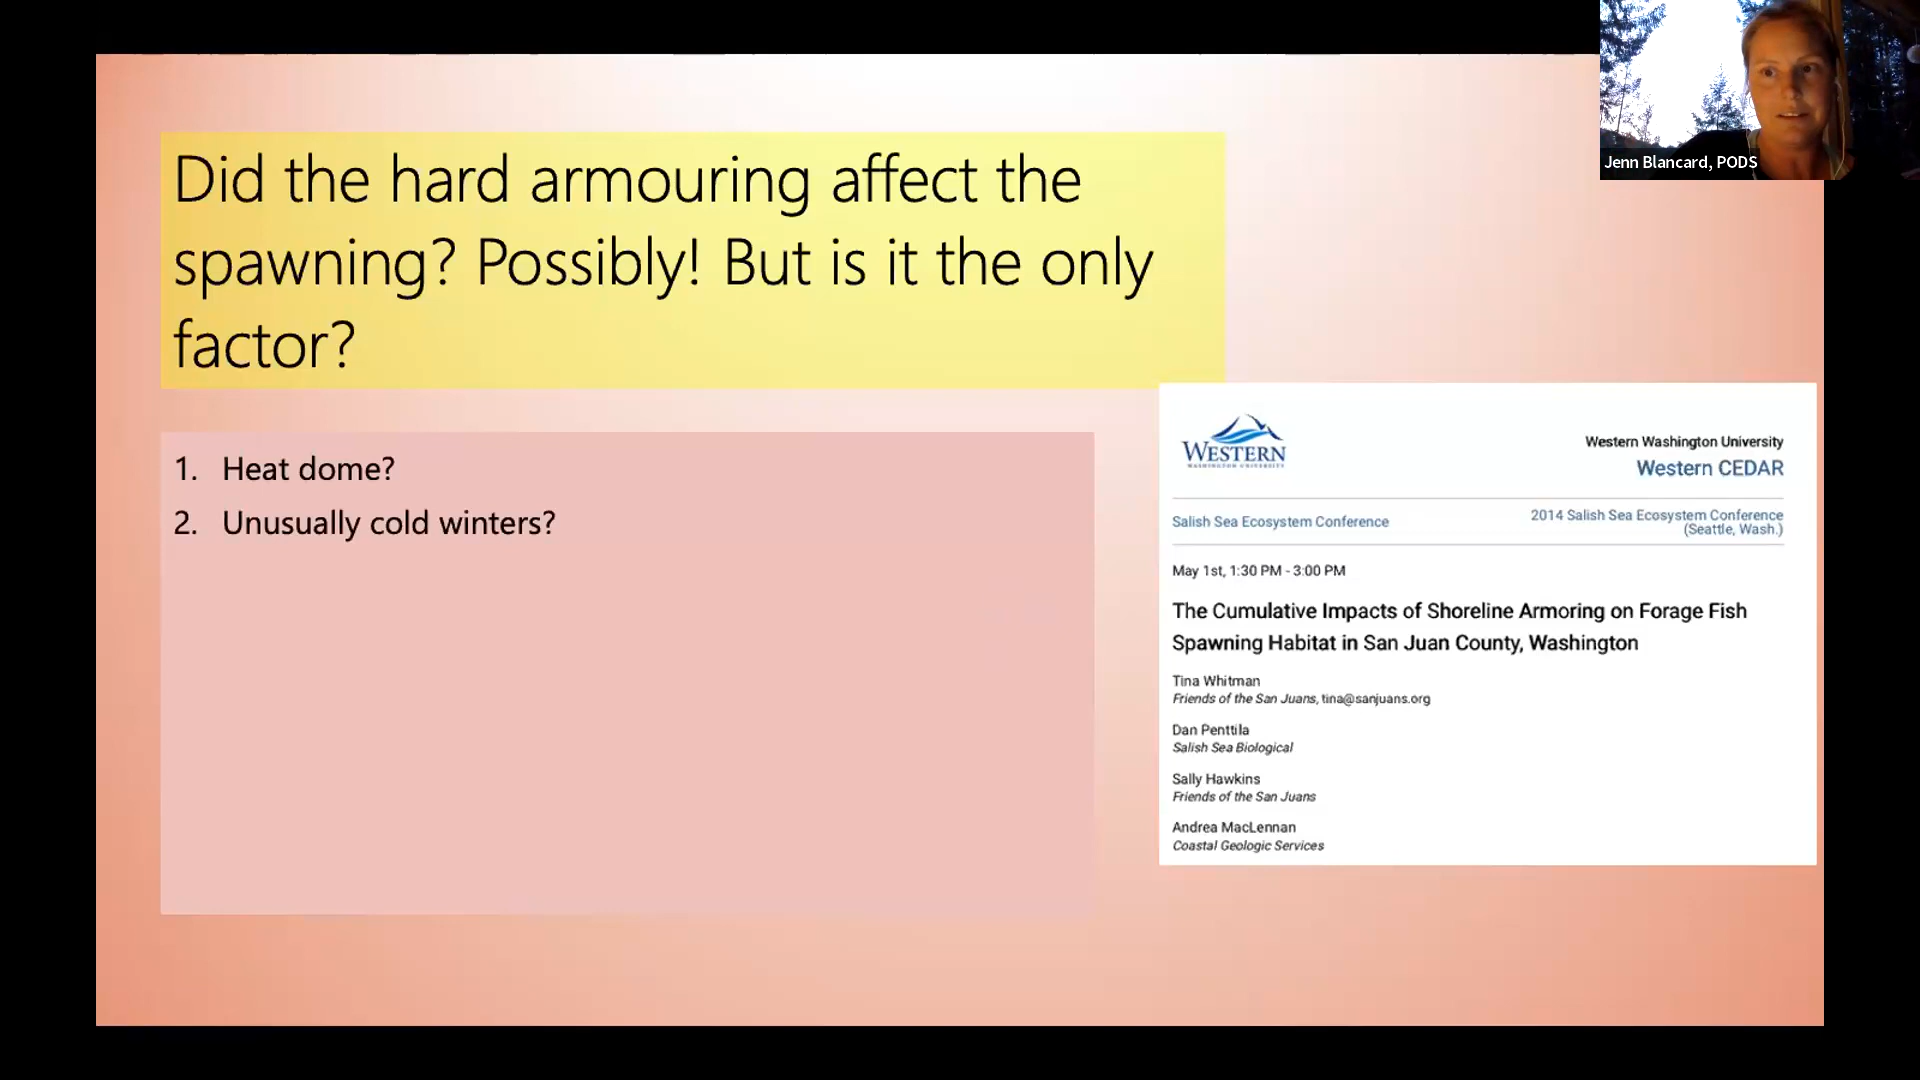 Jenn Blancard, PODS
Did the hard armouring affect the
spawning? Possibly! But is it the only
factor?
1. Heat dome?
2. Unusually cold winters?
WESTERN
WASHINGTON UNIVERSITY
Western Washington University
Western CEDAR
Salish Sea Ecosystem Conference
2014 Salish Sea Ecosystem Conference
(Seattle, Wash.)
May 1st, 1:30 PM - 3:00 PM
The Cumulative Impacts of Shoreline Armoring on Forage Fish
Spawning Habitat in San Juan County, Washington
Tina Whitman
Friends of the San Juans, tina@sanjuans.org
Dan Penttila
Salish Sea Biological
Sally Hawkins
Friends of the San Juans
Andrea MacLennan
Coastal Geologic Services